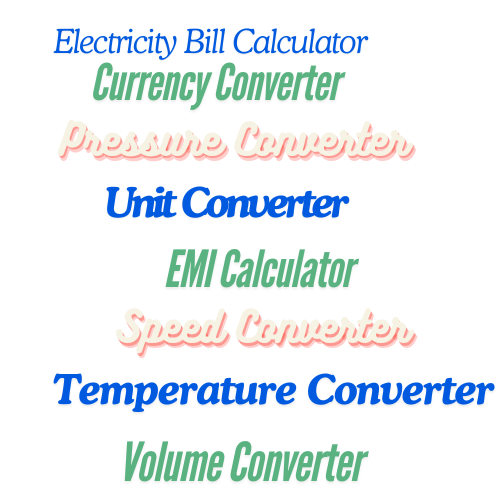 Electricity Bill Calculator
Currency Converter
Pressure Converter
Unit Converter
EMI Calculator
Speed Converter
Temperature Converter
Volume Converter